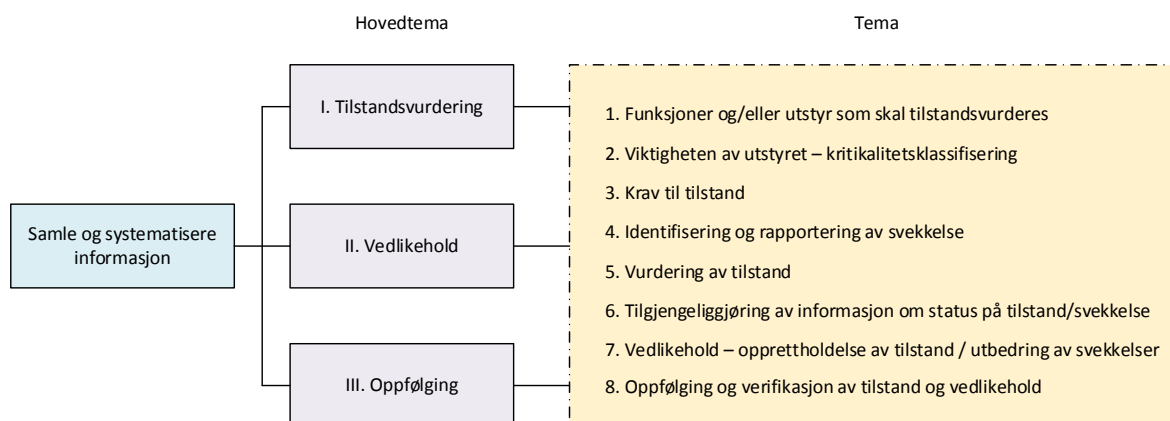 Hovedtema
Tema
I. Tilstandsvurdering
II. Vedlikehold
III. Oppfølging
Samle og systematisere
informasjon
1. Funksjoner og/eller utstyr som skal tilstandsvurderes
2. Viktigheten av utstyret – kritikalitetsklassifisering
3. Krav til tilstand
4. Identifisering og rapportering av svekkelse
5. Vurdering av tilstand
6. Tilgjengeliggjøring av informasjon om status på tilstand/svekkelse
7. Vedlikehold – opprettholdelse av tilstand / utbedring av svekkelser
8. Oppfølging og verifikasjon av tilstand og vedlikehold